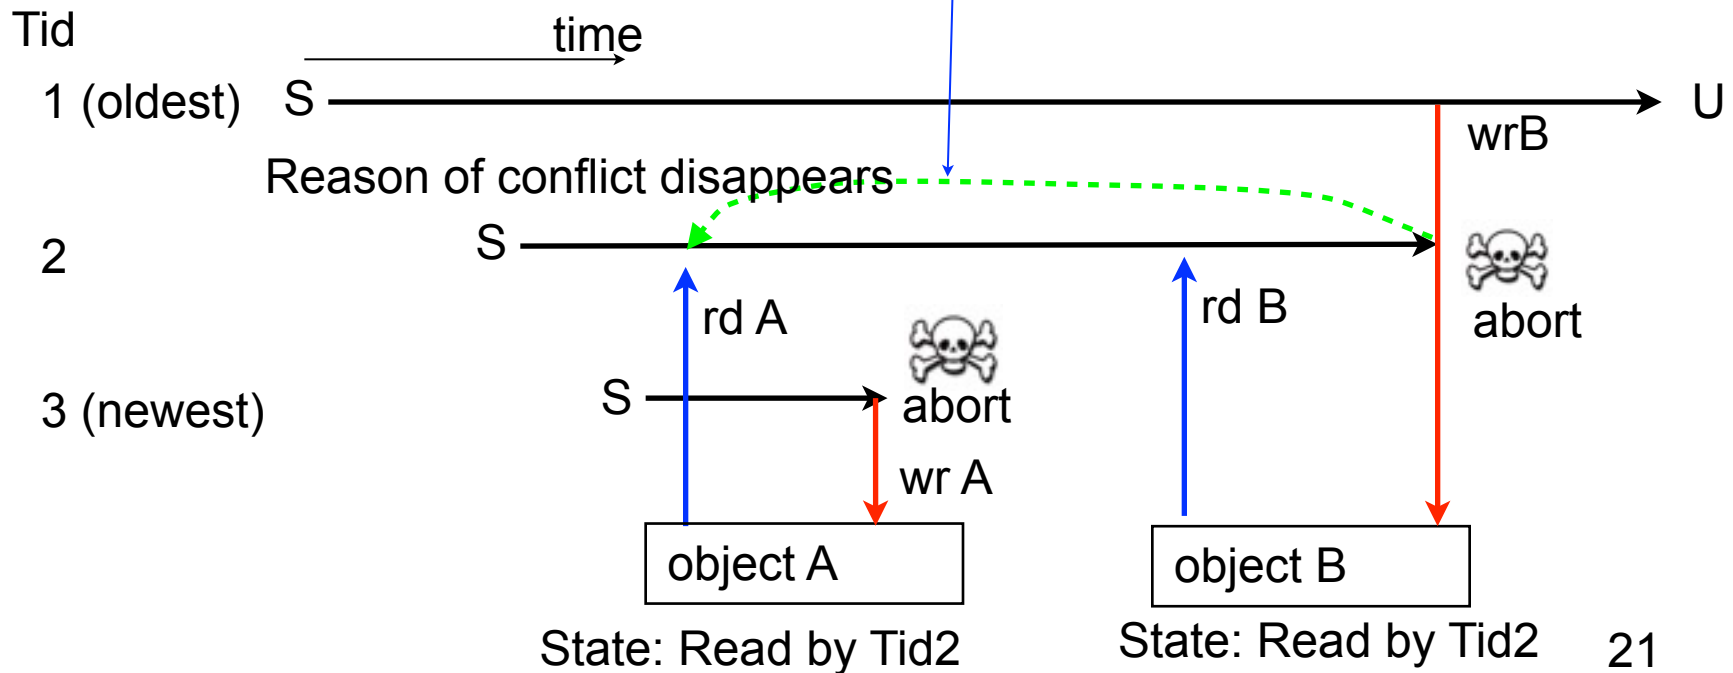 Tid
time
1 (oldest) S U
wrB
Reason of conflict disappears
2 S
rd A rd B abort
3 (newest) S abort
wr A
object A object B
State: Read by Tid2 State: Read by Tid2 21